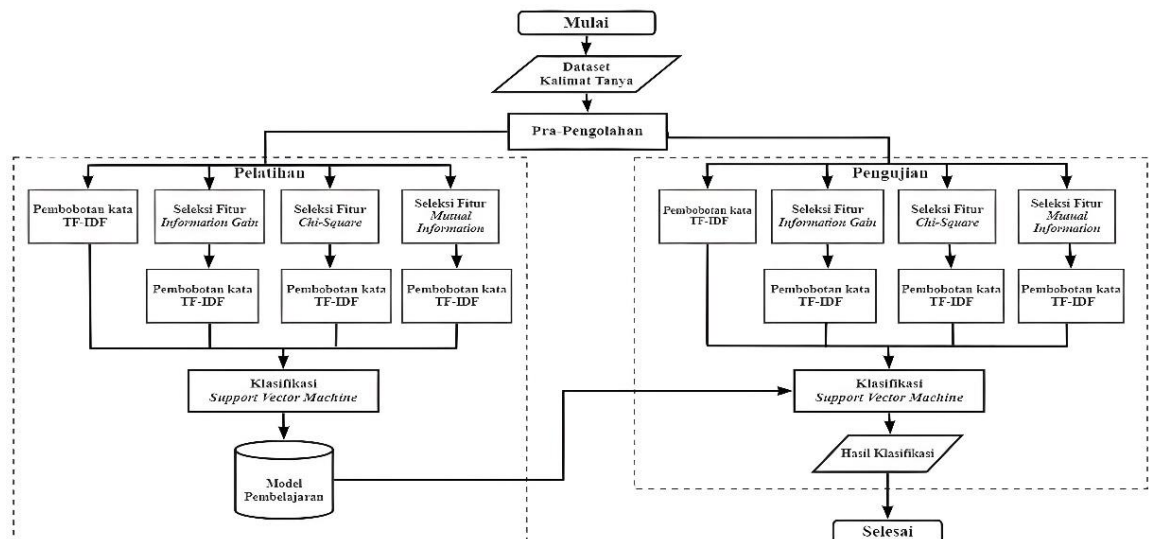 Mulai
Dataset
Kalimat Tanya
Pra-Pengolahan
Pelatihan
Pembobotan kata
TF-IDF
Seleksi Fitur
Information Gain
Seleksi Fitur
Chi-Square
Seleksi Fitur
Mutual
Information
Pembobotan kata
TF-IDF
Pembobotan kata
TF-IDF
Pembobotan kata
TF-IDF
Klasifikasi
Support Vector Machine
Model
Pembelajaran
Pengujian
Pembobotan kata
TF-IDF
Seleksi Fitur
Information Gain
Seleksi Fitur
Chi-Square
Seleksi Fitur
Mutual
Information
Pembobotan kata
TF-IDF
Pembobotan kata
TF-IDF
Pembobotan kata
TF-IDF
Klasifikasi
Support Vector Machine
Hasil Klasifikasi
Selesai